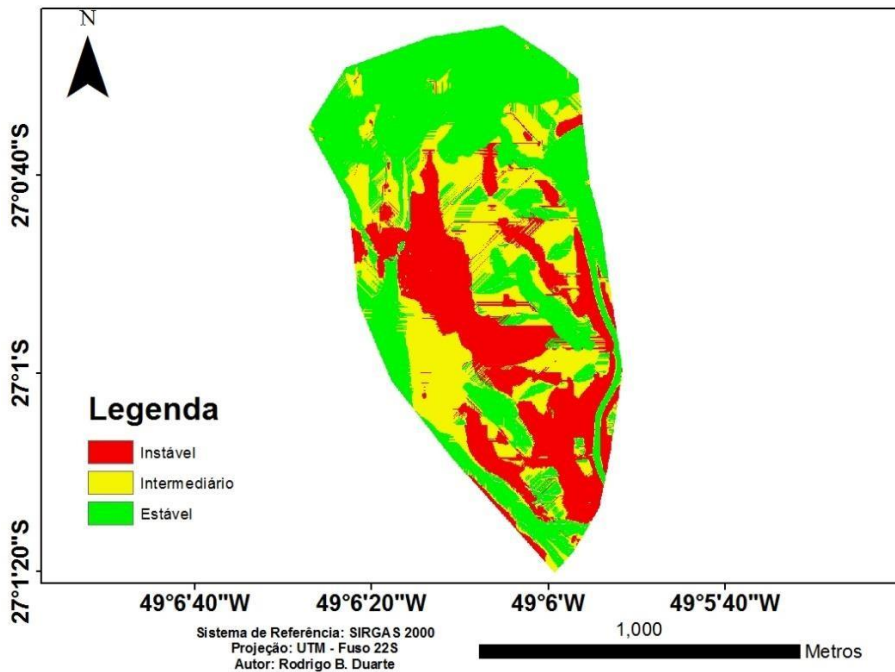 N
27°0'40"S
27°1'S
27°1'20"S
Legenda
Instável
Intermediário
Estável
49°6'40"W
49°6'20"W
49°6'W
49°5'40"W
Sistema de Referência: SIRGAS 2000
Projeção: UTM - Fuso 22S
Autor: Rodrigo B. Duarte
1,000
Metros